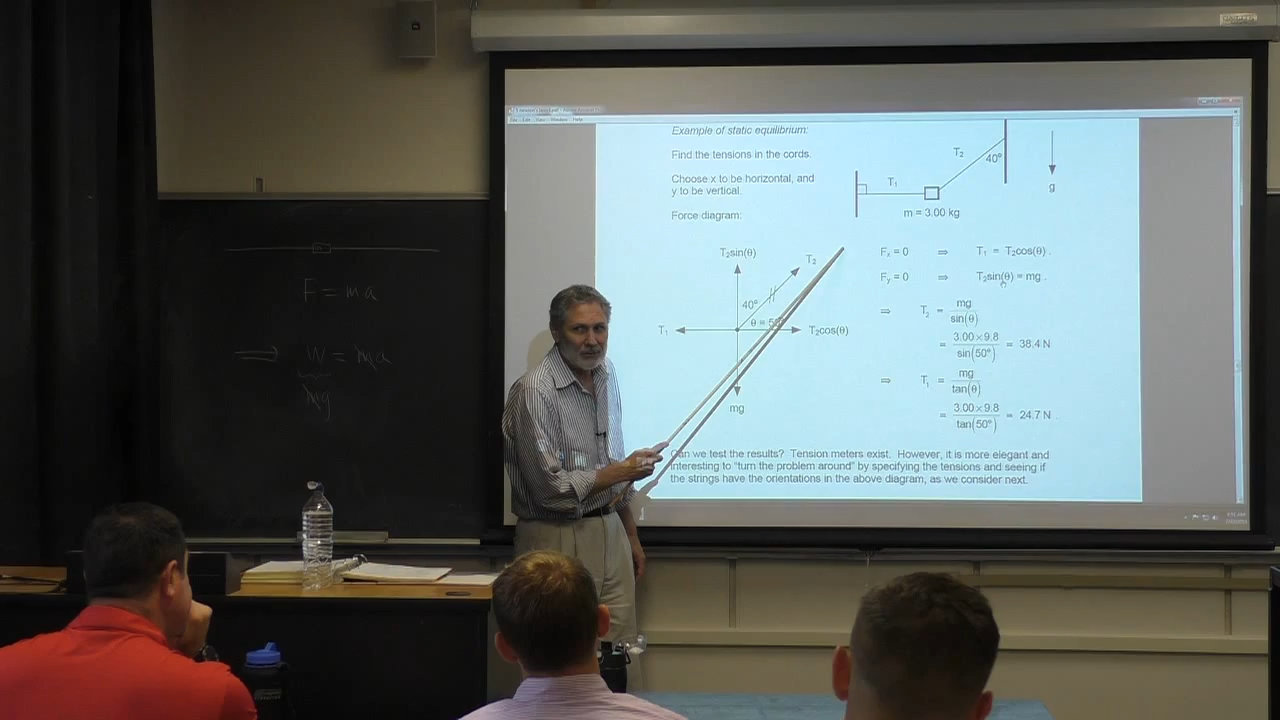 Example of static equilibrium:
Find the tensions in the cords.
Choose x to be horizontal, and
y to be vertical.
Force diagram:
T₂
40°
T₁
g
m = 3.00 kg
T₂sin(θ)
T₂
40°
T₁
θ = 5
T₂cos(θ)
mg
Fₓ = 0 ⇒ T₁ = T₂cos(θ) .
Fᵧ = 0 ⇒ T₂sin(θ) = mg .
⇒ T₂ = mg / sin(θ)
= 3.00×9.8 / sin(50°) = 38.4 N
⇒ T₁ = mg / tan(θ)
= 3.00×9.8 / tan(50°) = 24.7 N .
Can we test the results? Tension meters exist. However, it is more elegant and
interesting to "turn the problem around" by specifying the tensions and seeing if
the strings have the orientations in the above diagram, as we consider next.
F = ma
⇒ W = ma
mg